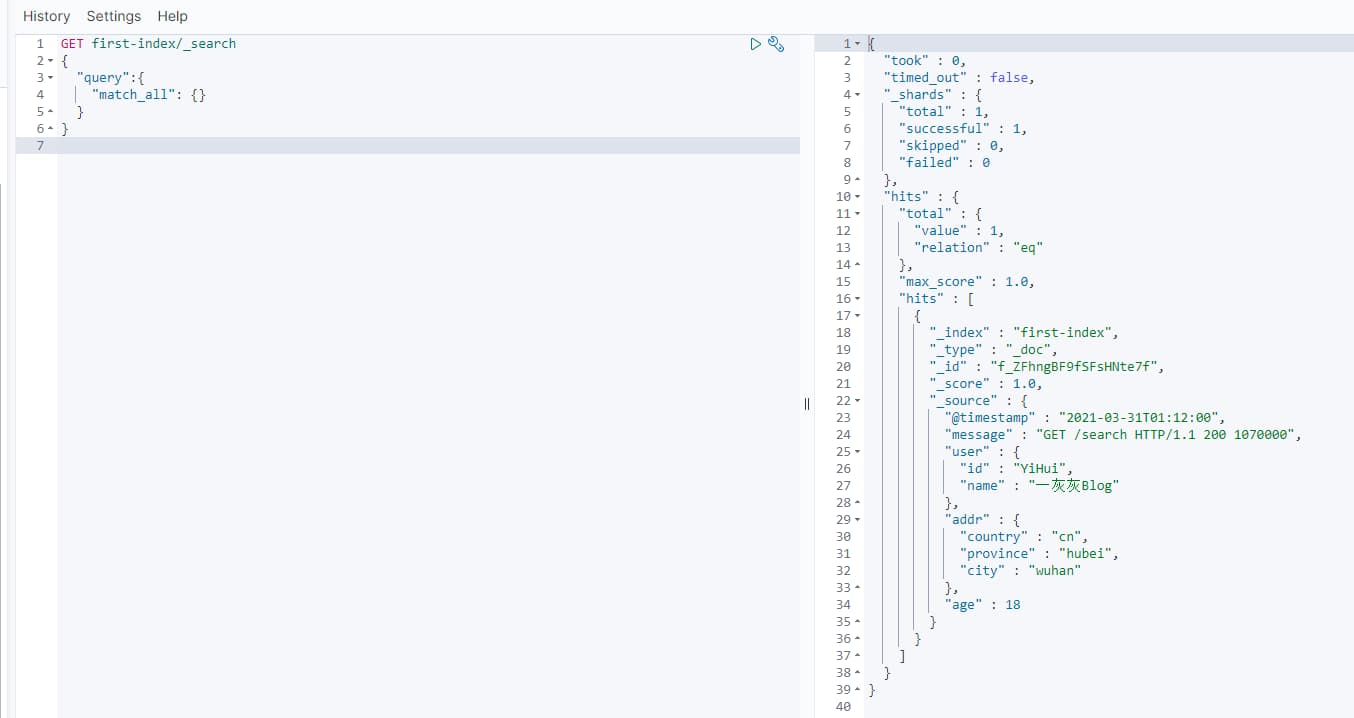 History Settings Help
1 GET first-index/_search
2 {
3 "query":{
4 "match_all": {}
5 }
6 }
7
1 {
2 "took" : 0,
3 "timed_out" : false,
4 "_shards" : {
5 "total" : 1,
6 "successful" : 1,
7 "skipped" : 0,
8 "failed" : 0
9 },
10 "hits" : {
11 "total" : {
12 "value" : 1,
13 "relation" : "eq"
14 },
15 "max_score" : 1.0,
16 "hits" : [
17 {
18 "_index" : "first-index",
19 "_type" : "_doc",
20 "_id" : "f_ZFhngBF9fSFsHNte7f",
21 "_score" : 1.0,
22 "_source" : {
23 "@timestamp" : "2021-03-31T01:12:00",
24 "message" : "GET /search HTTP/1.1 200 1070000",
25 "user" : {
26 "id" : "YiHui",
27 "name" : "一灰灰Blog"
28 },
29 "addr" : {
30 "country" : "cn",
31 "province" : "hubei",
32 "city" : "wuhan"
33 },
34 "age" : 18
35 }
36 }
37 ]
38 }
39 }
40